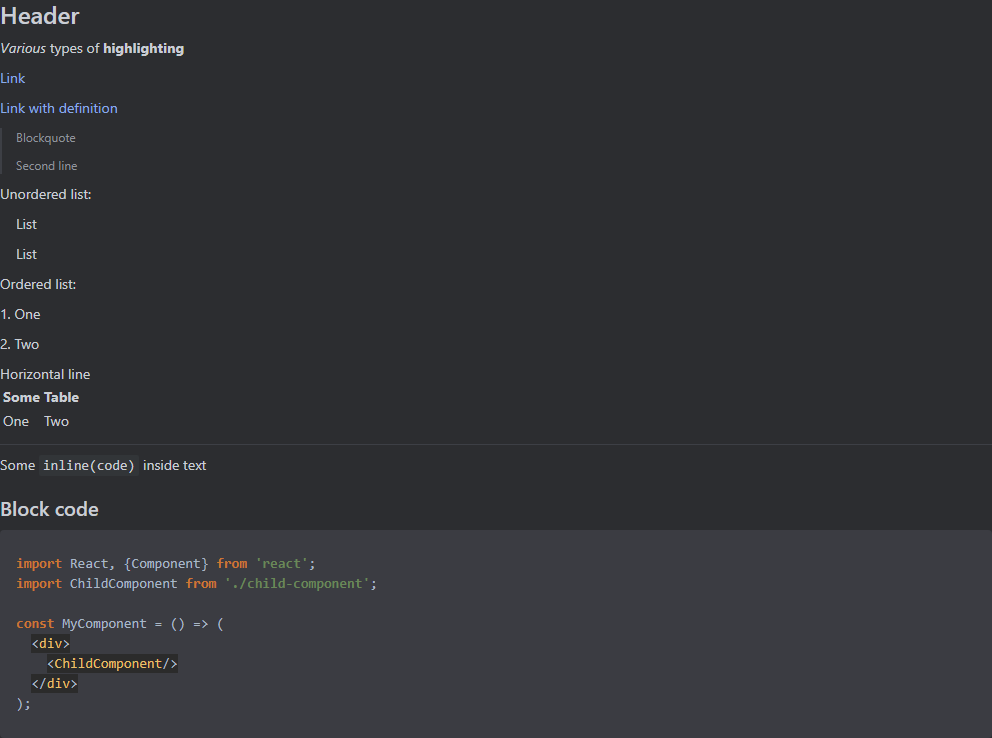 Header
Various types of highlighting
Link
Link with definition
Blockquote
Second line
Unordered list:
List
List
Ordered list:
1. One
2. Two
Horizontal line
Some Table
One Two
Some inline(code) inside text
Block code
import React, {Component} from 'react';
import ChildComponent from './child-component';
const MyComponent = () => (
<div>
<ChildComponent/>
</div>
);